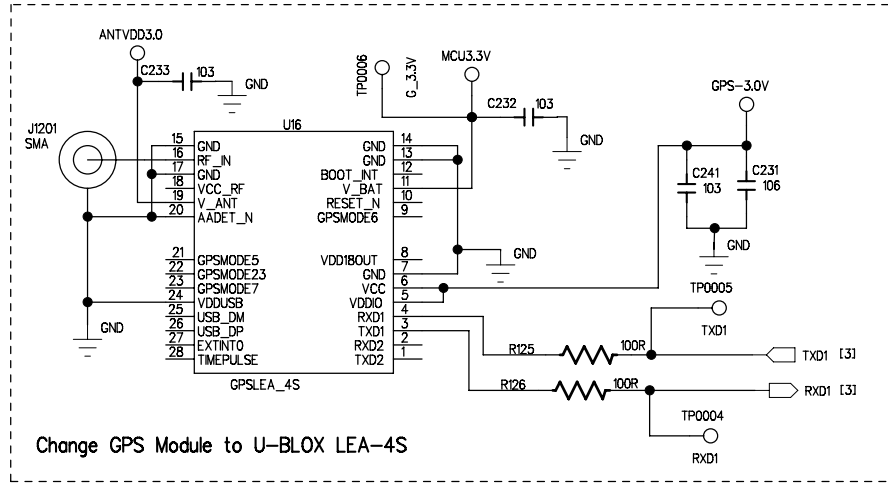 ANTVDD3.0
C233
103
GND
TP0006
G_3.3V
MCU3.3V
C232
103
GND
GPS-3.0V
C241
103
C231
106
GND
J1201
SMA
U16
15 GND
16 RF_IN
17 GND
18 VCC_RF
19 V_ANT
20 AADET_N
21 GPSMODE5
22 GPSMODE23
23 GPSMODE7
24 VDDUSB
25 USB_DM
26 USB_DP
27 EXTINT0
28 TIMEPULSE
GND 14
GND 13
BOOT_INT 12
V_BAT 11
RESET_N 10
GPSMODE6 9
VDD18OUT 8
GND 7
VCC 6
VDDIO 5
RXD1 4
TXD1 3
RXD2 2
TXD2 1
GPSLEA_4S
GND
GND
TP0005
TXD1
R125
100R
TXD1 [3]
R126
100R
RXD1 [3]
TP0004
RXD1
Change GPS Module to U-BLOX LEA-4S